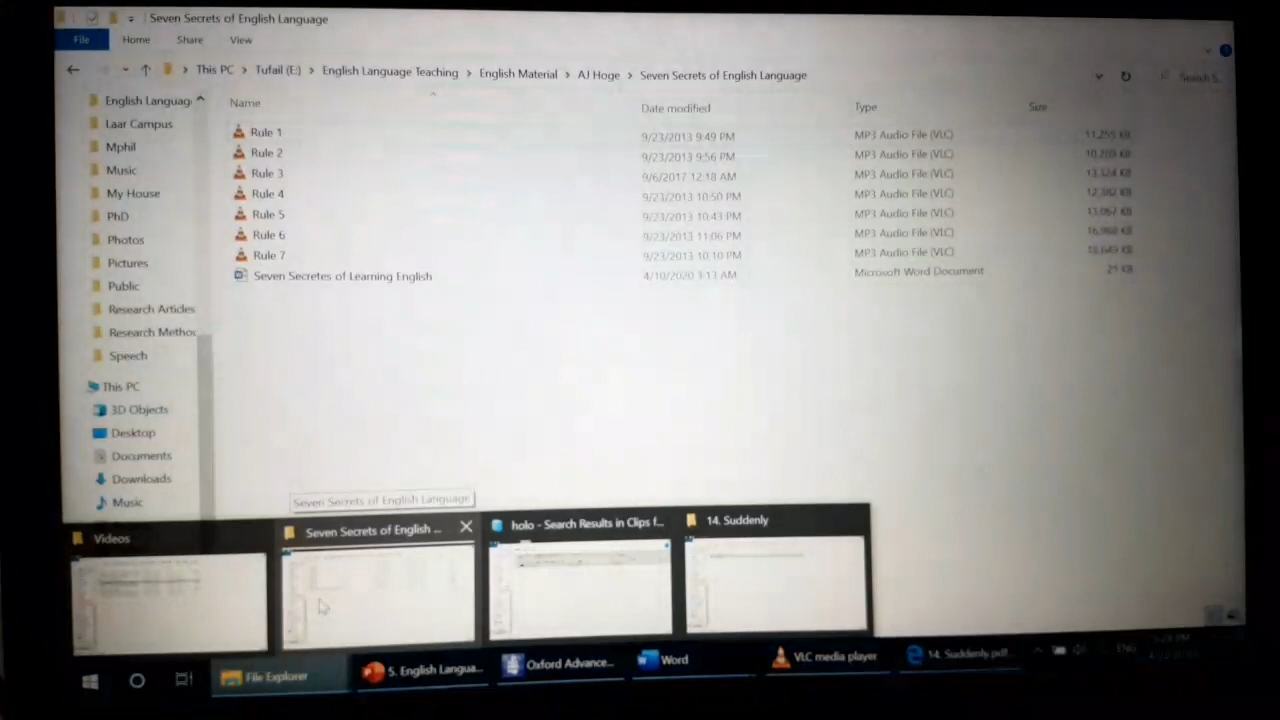 Seven Secrets of English Language
File Home Share View
This PC > Tufail (E:) > English Language Teaching > English Material > AJ Hoge > Seven Secrets of English Language
Name Date modified Type Size
Rule 1 9/23/2013 9:49 PM MP3 Audio File (VLC)
Rule 2 9/23/2013 9:56 PM MP3 Audio File (VLC)
Rule 3 9/6/2017 12:18 AM MP3 Audio File (VLC)
Rule 4 9/23/2013 10:50 PM MP3 Audio File (VLC)
Rule 5 9/23/2013 10:43 PM MP3 Audio File (VLC)
Rule 6 9/23/2013 11:06 PM MP3 Audio File (VLC)
Rule 7 9/23/2013 10:10 PM MP3 Audio File (VLC)
Seven Secretes of Learning English 4/10/2020 3:13 AM Microsoft Word Document
English Languag
Laar Campus
Mphil
Music
My House
PhD
Photos
Pictures
Public
Research Articles
Research Method
Speech
This PC
3D Objects
Desktop
Documents
Downloads
Music
Seven Secrets of English Language
Videos
Seven Secrets of English ...
holo - Search Results in Clips f...
14. Suddenly
File Explorer
5. English Langua...
Oxford Advance...
Word
VLC media player
14. Suddenly.pdf...
ENG